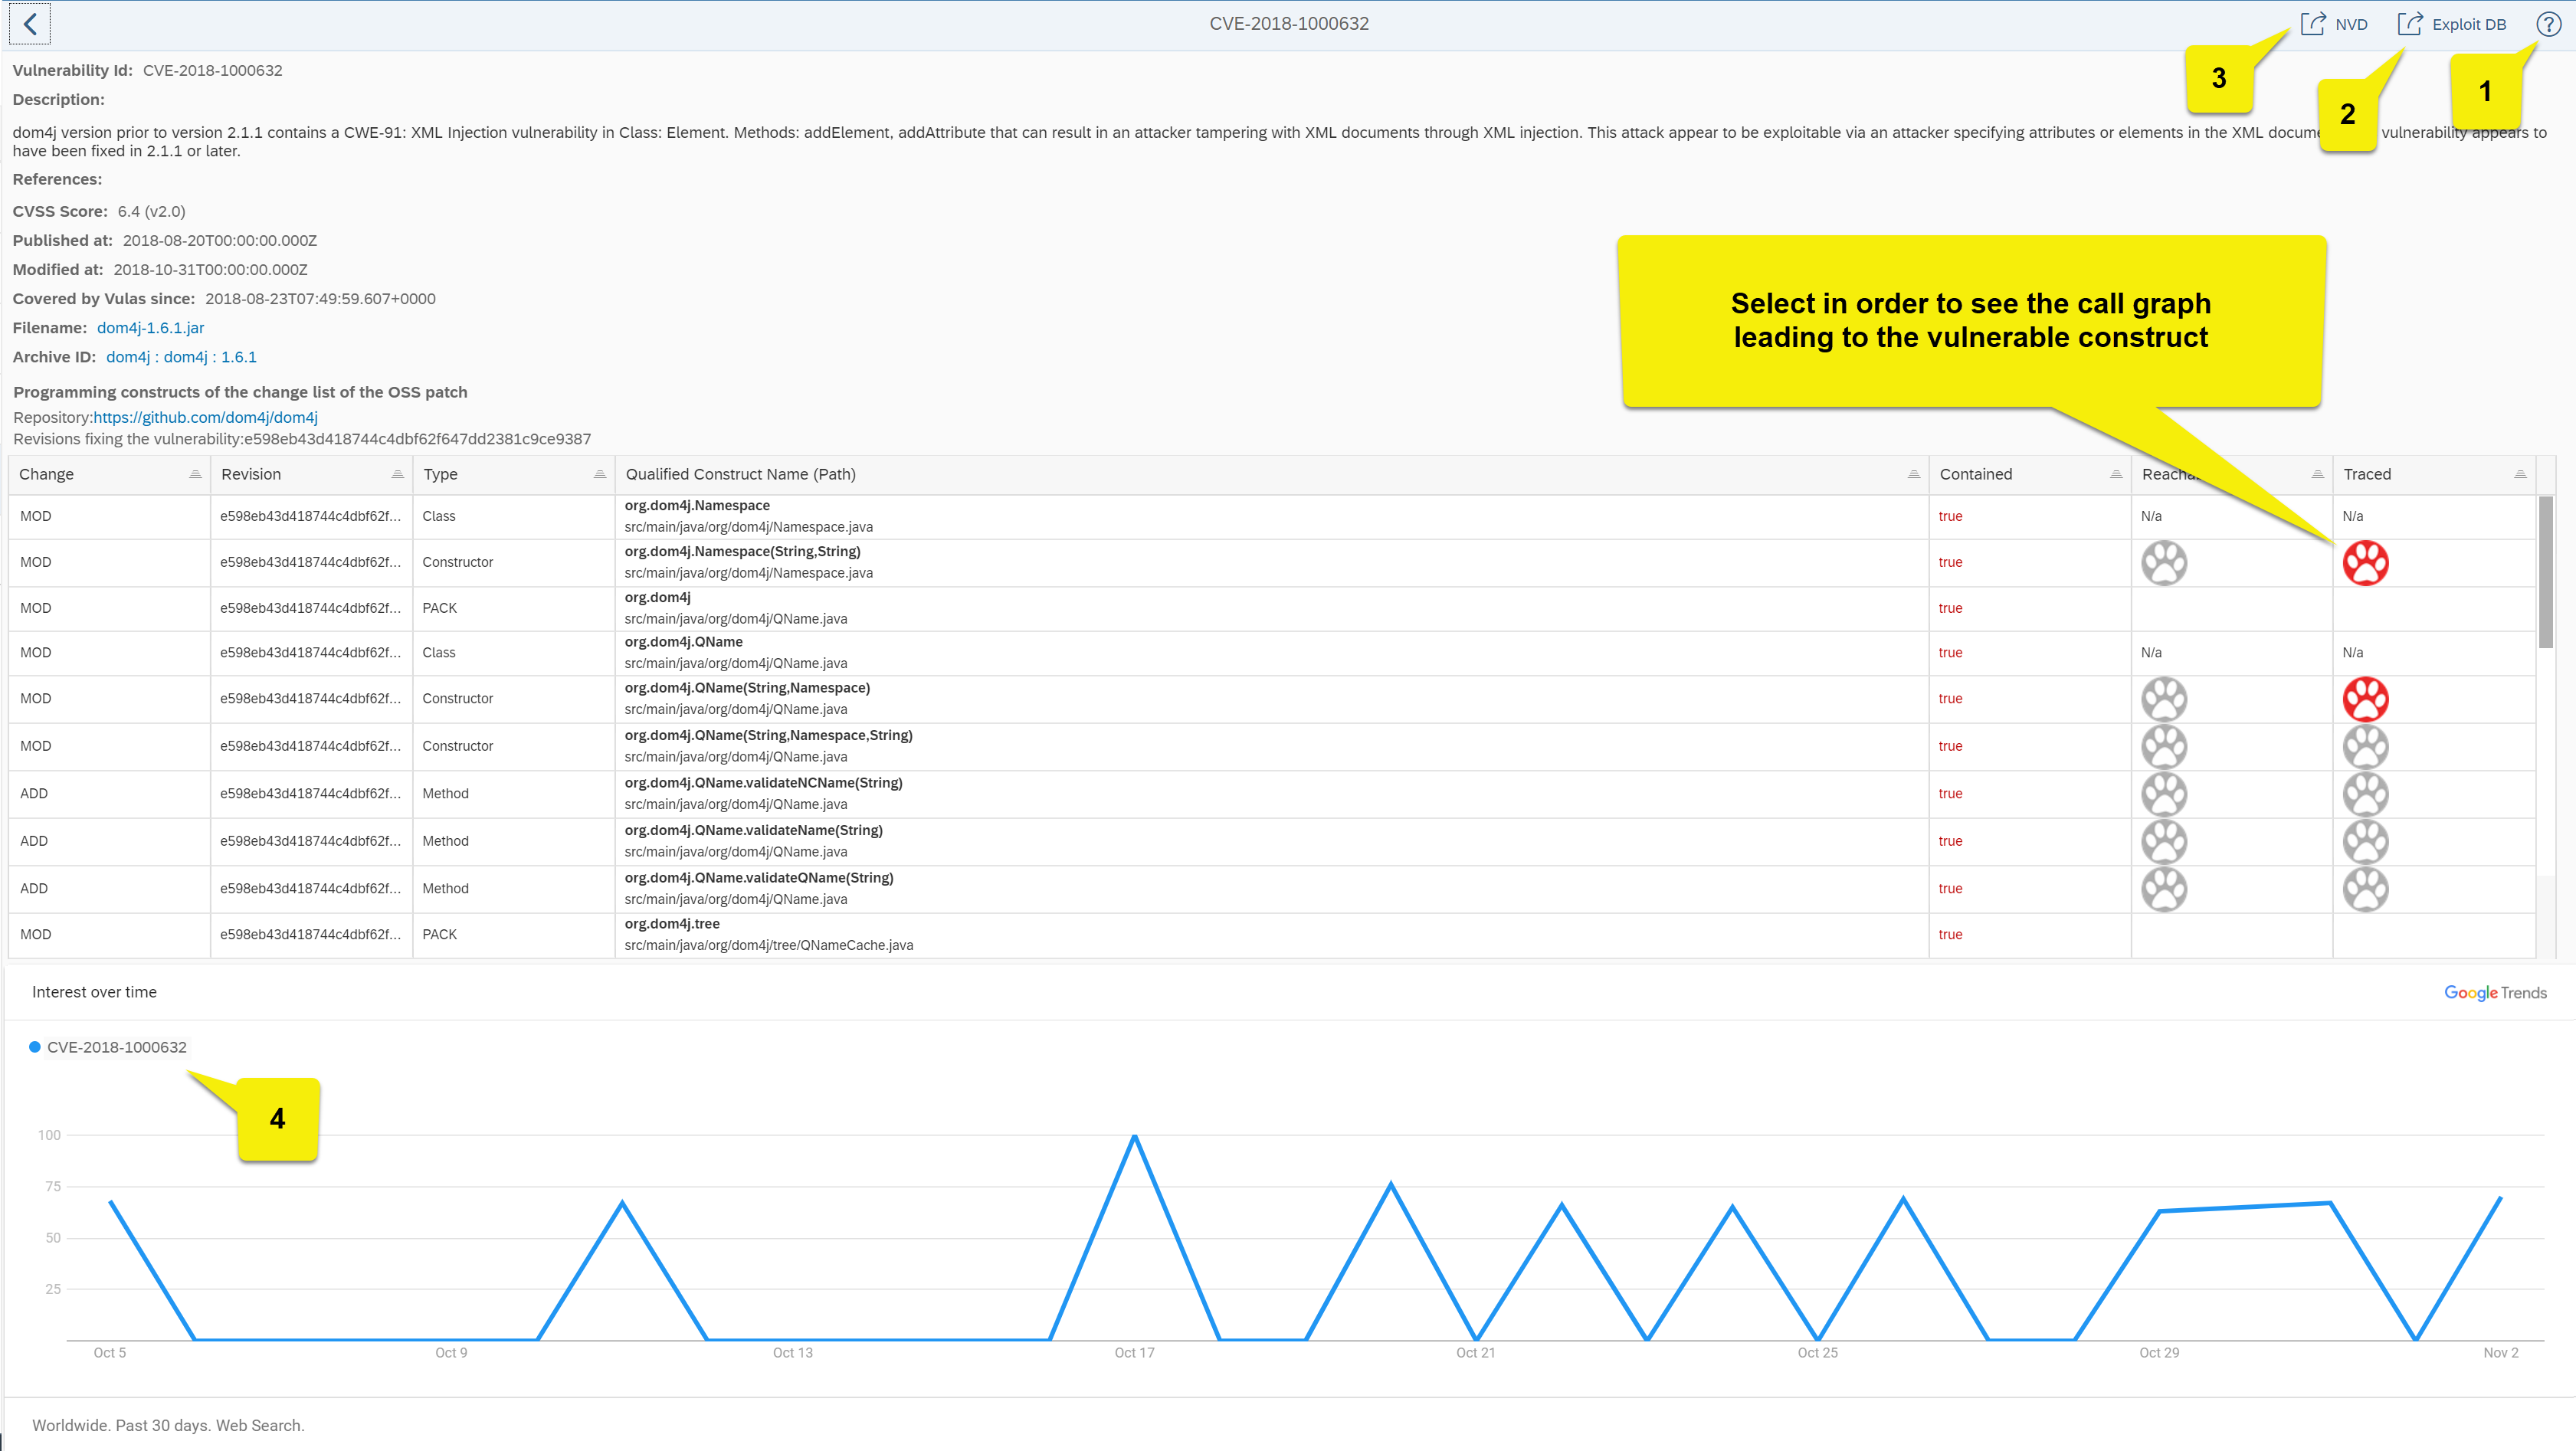 CVE-2018-1000632
NVD
Exploit DB
?
3
2
1
Vulnerability Id: CVE-2018-1000632
Description:
dom4j version prior to version 2.1.1 contains a CWE-91: XML Injection vulnerability in Class: Element. Methods: addElement, addAttribute that can result in an attacker tampering with XML documents through XML injection. This attack appear to be exploitable via an attacker specifying attributes or elements in the XML docume vulnerability appears to
have been fixed in 2.1.1 or later.
References:
CVSS Score: 6.4 (v2.0)
Published at: 2018-08-20T00:00:00.000Z
Modified at: 2018-10-31T00:00:00.000Z
Covered by Vulas since: 2018-08-23T07:49:59.607+0000
Filename: dom4j-1.6.1.jar
Archive ID: dom4j : dom4j : 1.6.1
Select in order to see the call graph
leading to the vulnerable construct
Programming constructs of the change list of the OSS patch
Repository:https://github.com/dom4j/dom4j
Revisions fixing the vulnerability:e598eb43d418744c4dbf62f647dd2381c9ce9387
Change Revision Type Qualified Construct Name (Path) Contained Reacha Traced
MOD e598eb43d418744c4dbf62f... Class org.dom4j.Namespace true N/a N/a
src/main/java/org/dom4j/Namespace.java
MOD e598eb43d418744c4dbf62f... Constructor org.dom4j.Namespace(String,String) true
src/main/java/org/dom4j/Namespace.java
MOD e598eb43d418744c4dbf62f... PACK org.dom4j true
src/main/java/org/dom4j/QName.java
MOD e598eb43d418744c4dbf62f... Class org.dom4j.QName true N/a N/a
src/main/java/org/dom4j/QName.java
MOD e598eb43d418744c4dbf62f... Constructor org.dom4j.QName(String,Namespace) true
src/main/java/org/dom4j/QName.java
MOD e598eb43d418744c4dbf62f... Constructor org.dom4j.QName(String,Namespace,String) true
src/main/java/org/dom4j/QName.java
ADD e598eb43d418744c4dbf62f... Method org.dom4j.QName.validateNCName(String) true
src/main/java/org/dom4j/QName.java
ADD e598eb43d418744c4dbf62f... Method org.dom4j.QName.validateName(String) true
src/main/java/org/dom4j/QName.java
ADD e598eb43d418744c4dbf62f... Method org.dom4j.QName.validateQName(String) true
src/main/java/org/dom4j/QName.java
MOD e598eb43d418744c4dbf62f... PACK org.dom4j.tree true
src/main/java/org/dom4j/tree/QNameCache.java
Interest over time
Google Trends
CVE-2018-1000632
4
100
75
50
25
Oct 5 Oct 9 Oct 13 Oct 17 Oct 21 Oct 25 Oct 29 Nov 2
Worldwide. Past 30 days. Web Search.